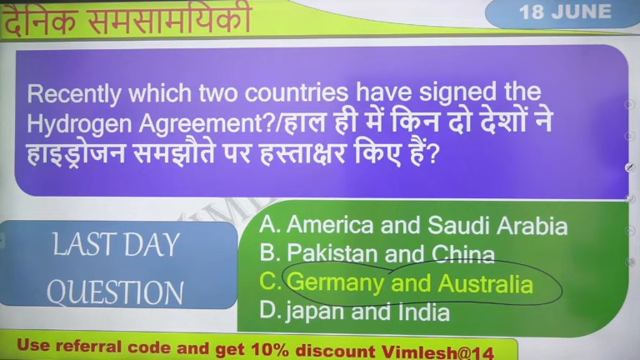 दैनिक समसामयिकी
18 JUNE
Recently which two countries have signed the
Hydrogen Agreement?/हाल ही में किन दो देशों ने
हाइड्रोजन समझौते पर हस्ताक्षर किए हैं?
LAST DAY
QUESTION
A. America and Saudi Arabia
B. Pakistan and China
C. Germany and Australia
D. japan and India
Use referral code and get 10% discount Vimlesh@14